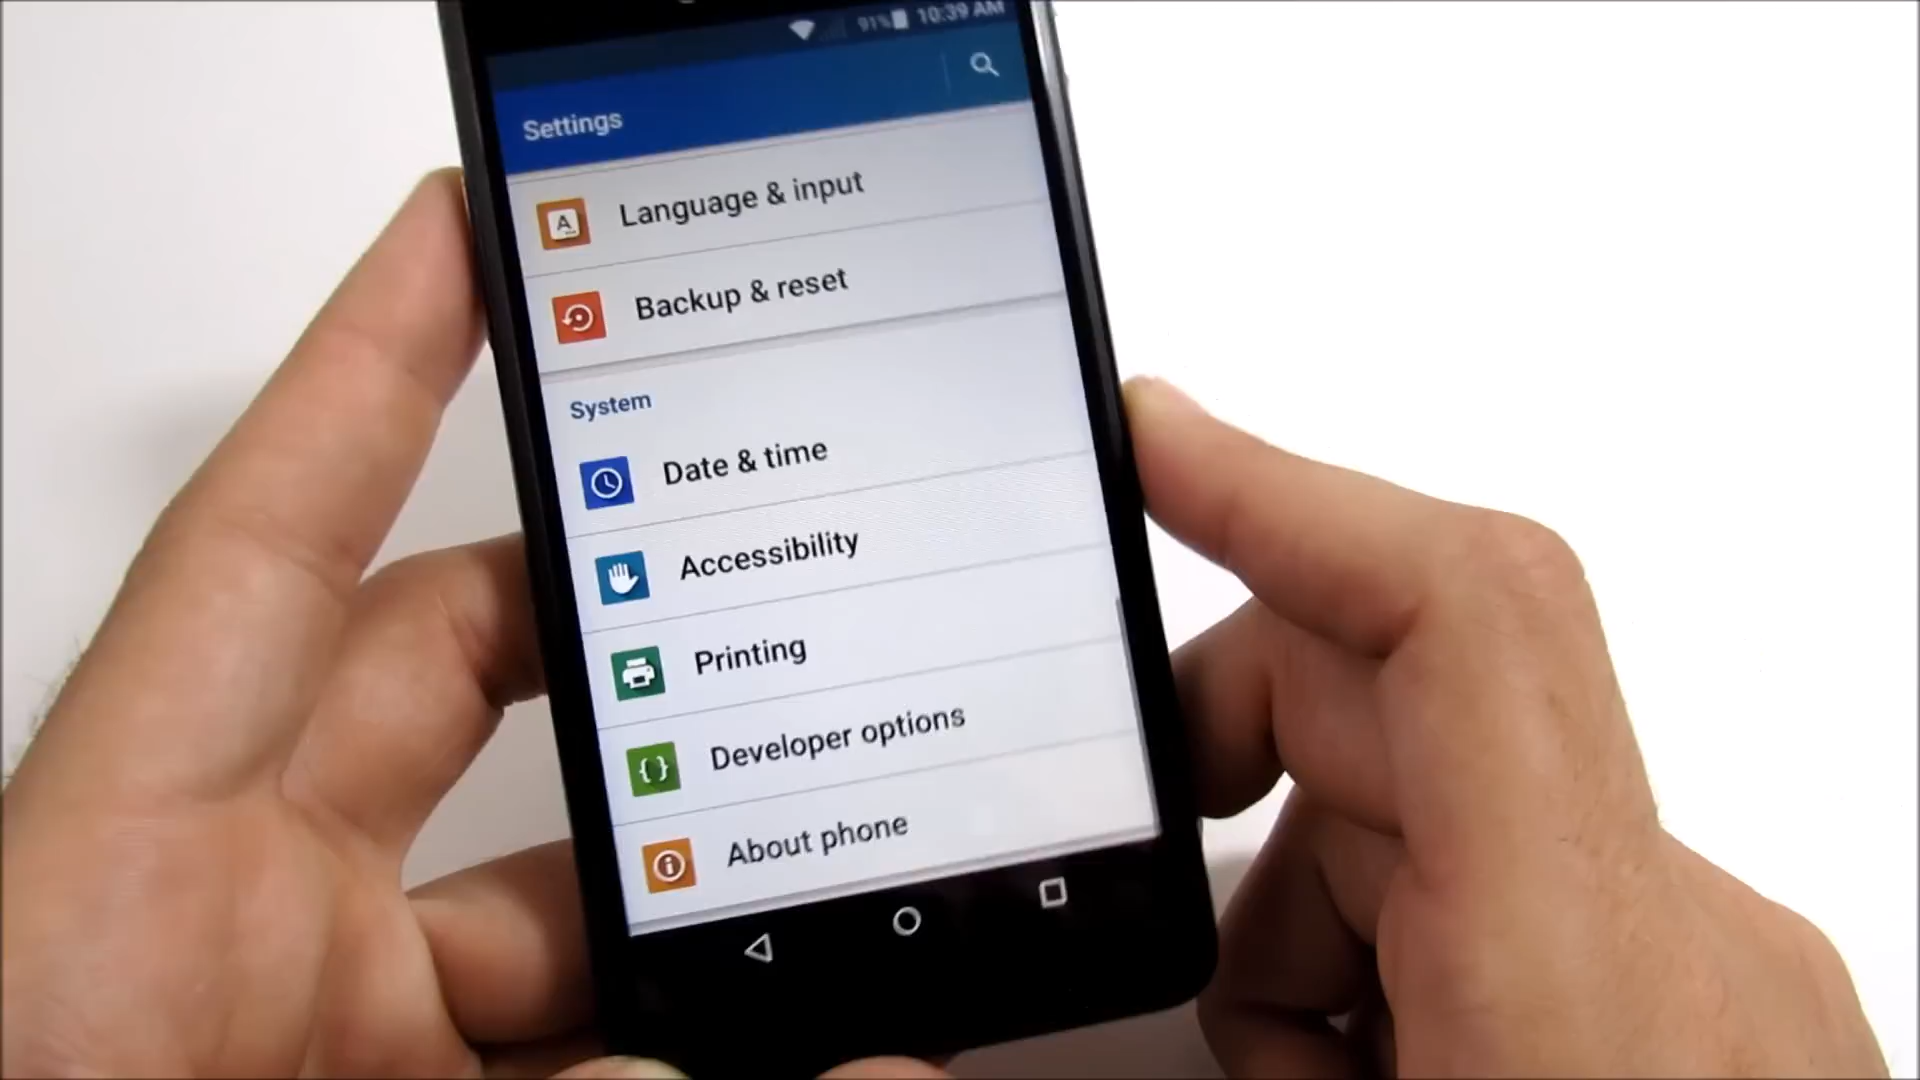 91% 10:39 AM
Settings
Language & input
Backup & reset
System
Date & time
Accessibility
Printing
Developer options
About phone